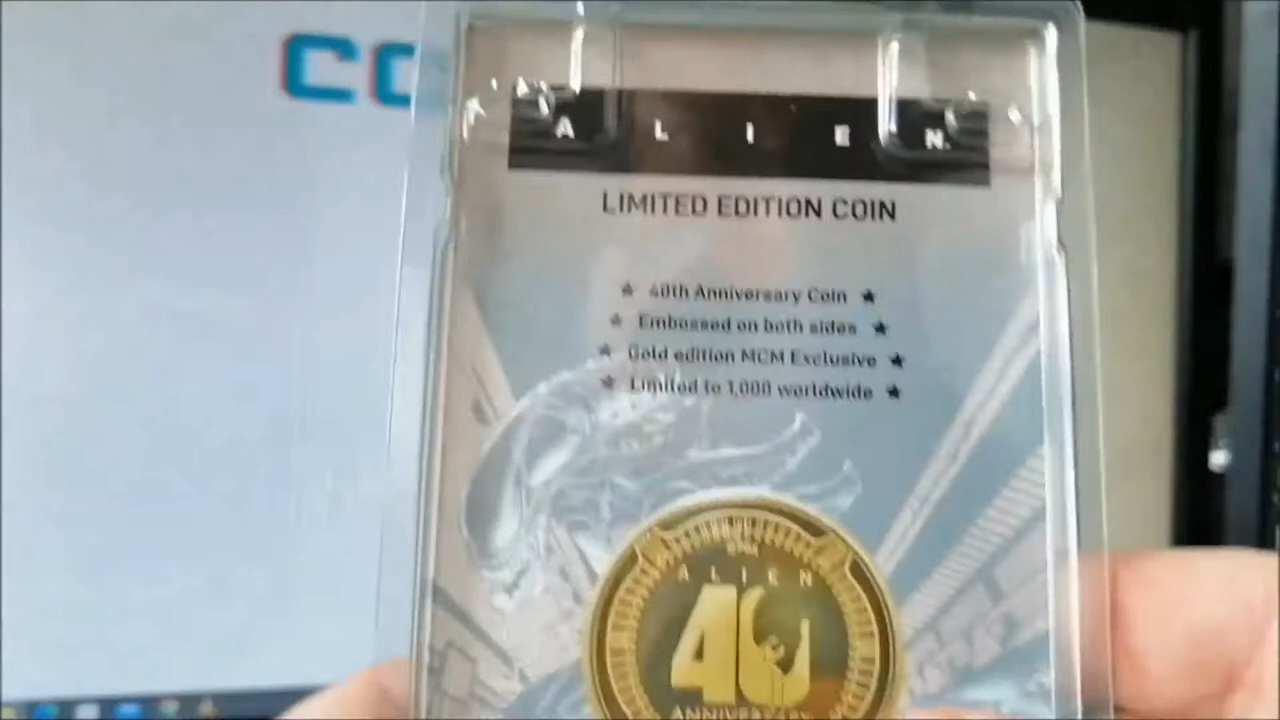 CO
A L I E N
LIMITED EDITION COIN
★ 40th Anniversary Coin ★
★ Embossed on both sides ★
★ Gold edition MCM Exclusive ★
★ Limited to 1,000 worldwide ★
ALIEN
40
ANNIVERSARY